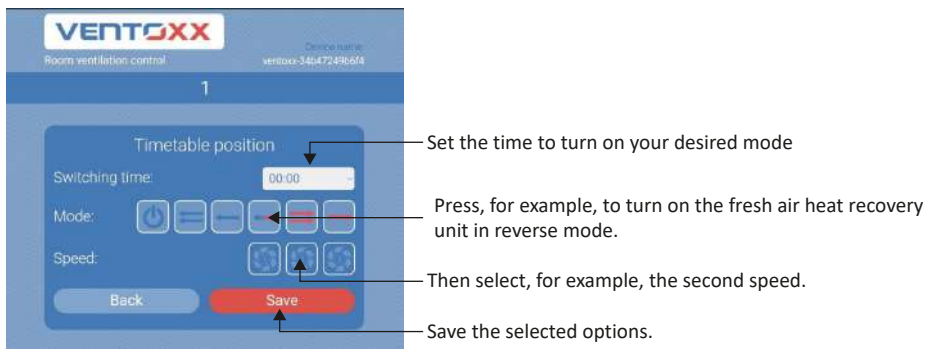 VENTOXX
Room ventilation control
Device name
ventoxx-34b4724966f4
1
Timetable position
Switching time:
00:00
Mode:
Speed:
Back
Save
Set the time to turn on your desired mode
Press, for example, to turn on the fresh air heat recovery
unit in reverse mode.
Then select, for example, the second speed.
Save the selected options.